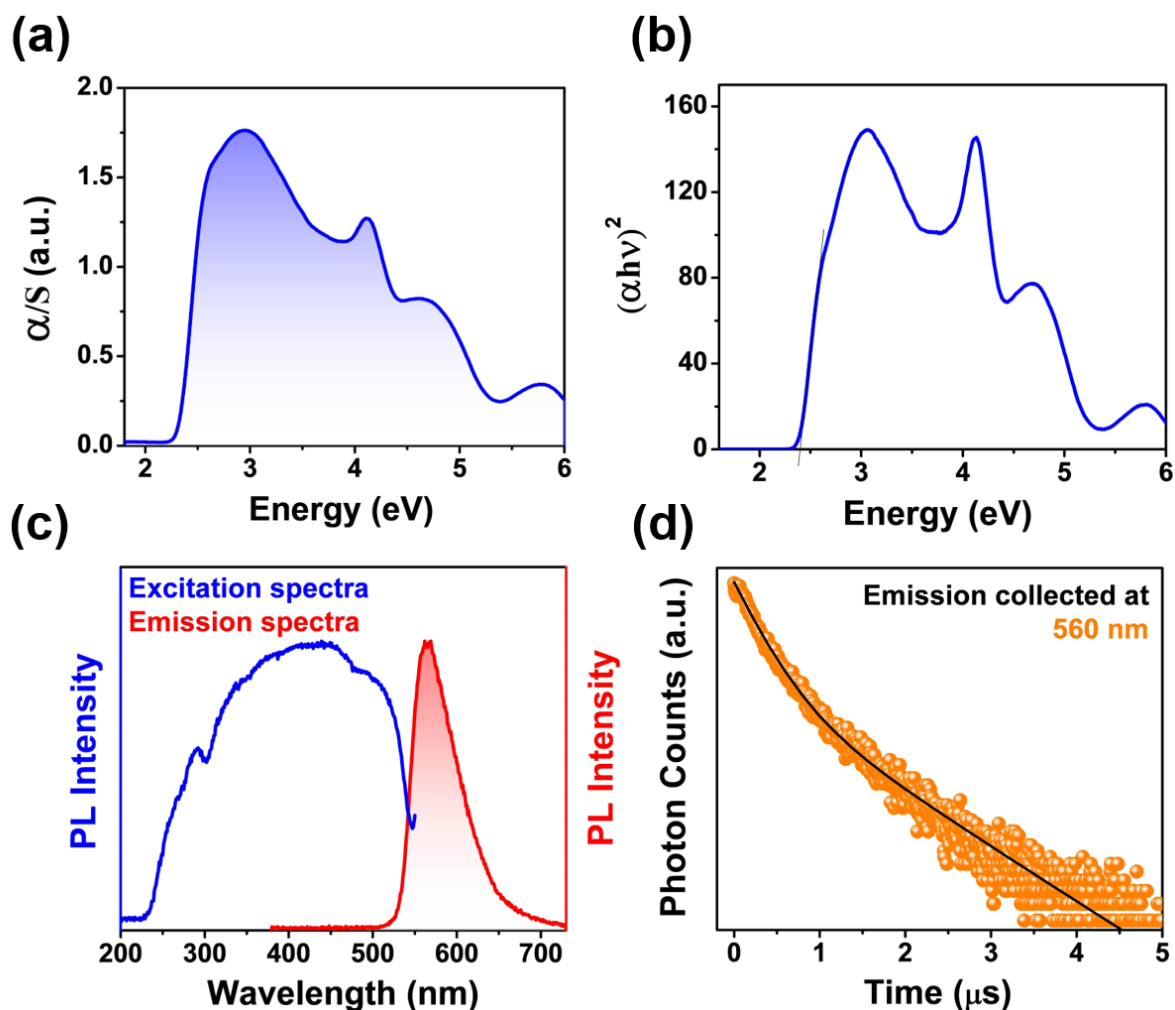 (a)
2.0
1.5
1.0
0.5
0.0
α/S (a.u.)
2 3 4 5 6
Energy (eV)
(b)
160
120
80
40
0
(αhν)²
2 3 4 5 6
Energy (eV)
(c)
Excitation spectra
Emission spectra
PL Intensity
PL Intensity
200 300 400 500 600 700
Wavelength (nm)
(d)
Emission collected at
560 nm
Photon Counts (a.u.)
0 1 2 3 4 5
Time (μs)